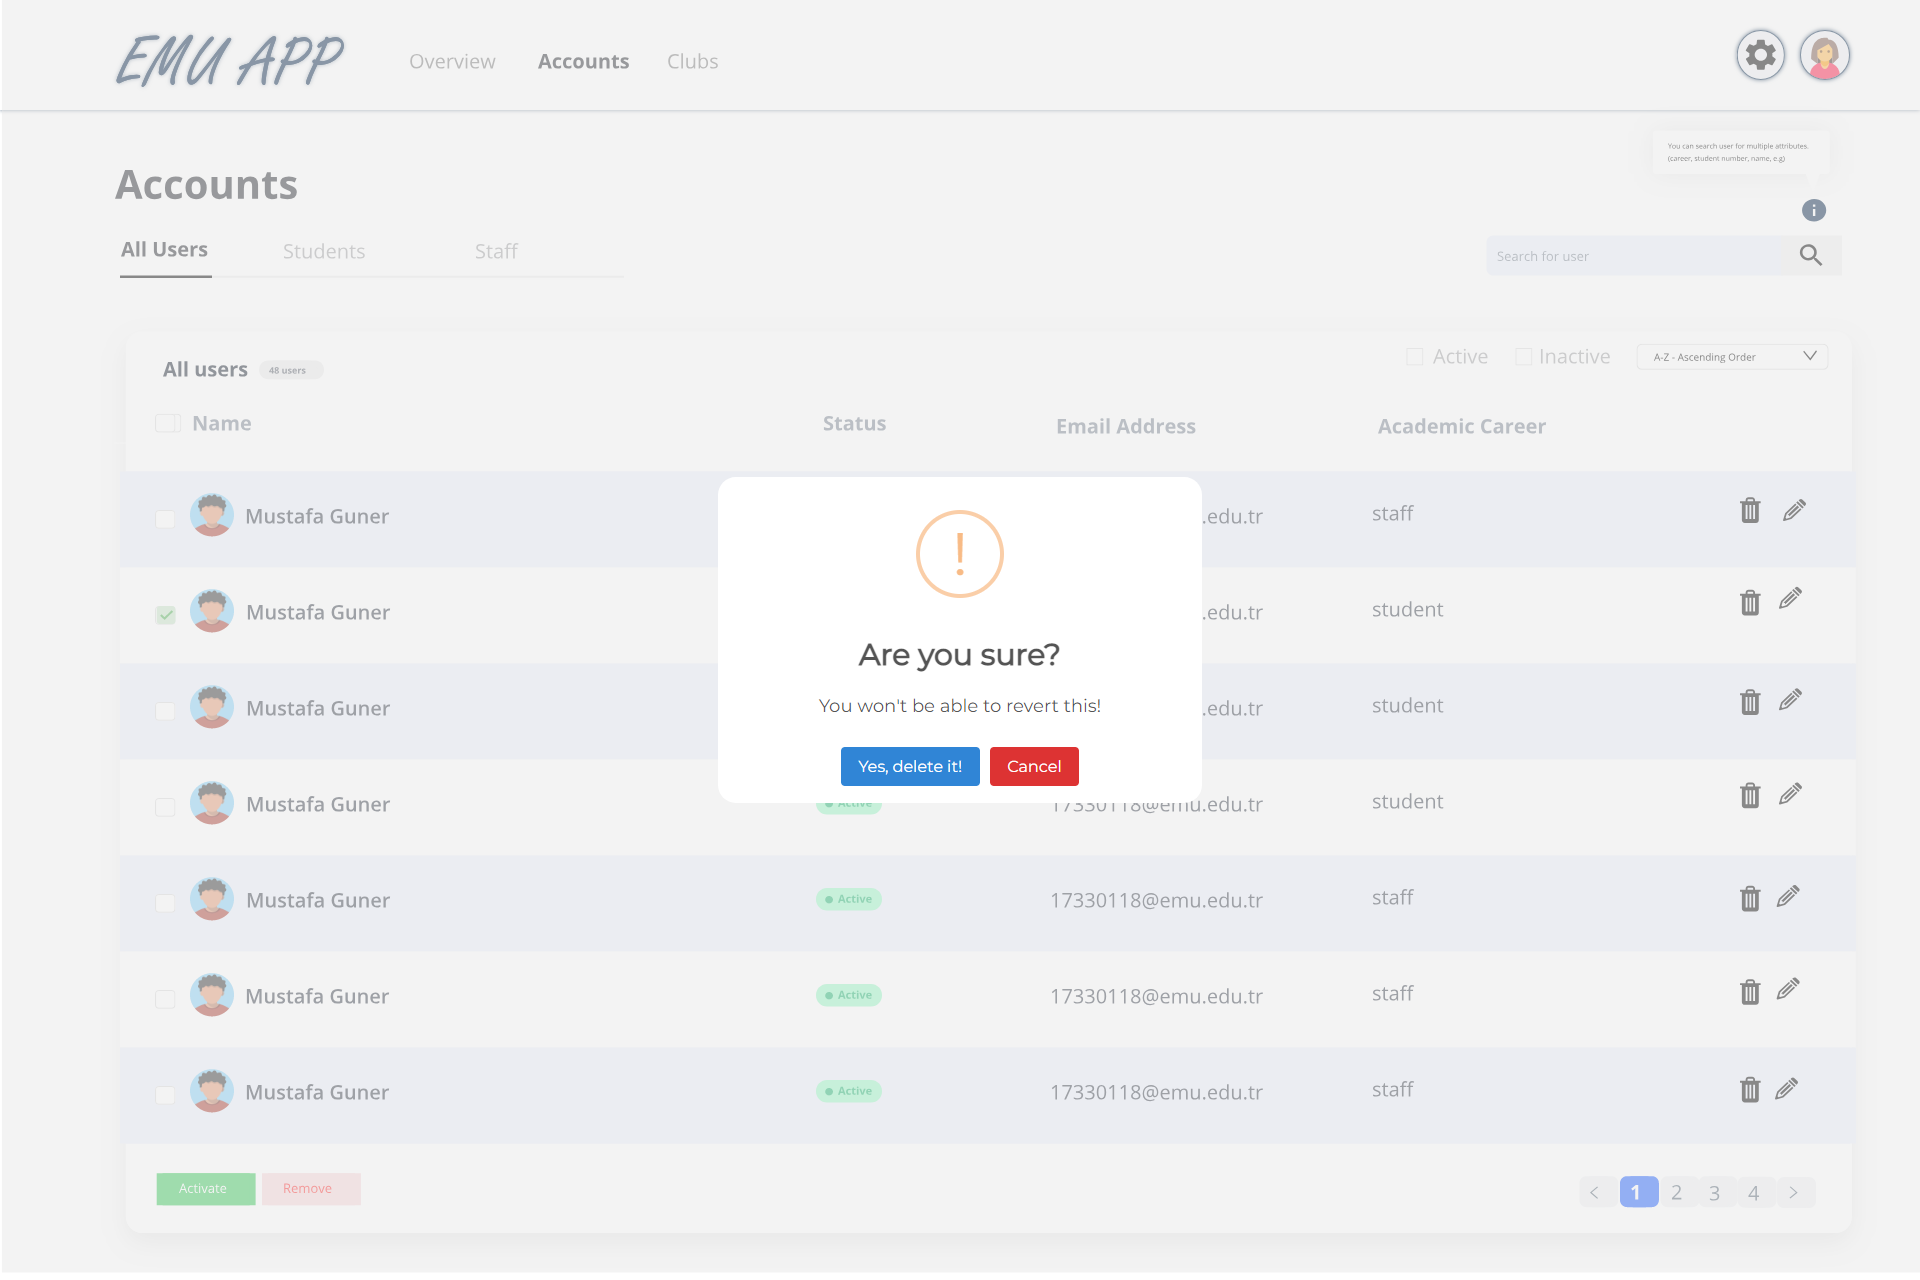 EMU APP
Overview Accounts Clubs
You can search user for multiple attributes.
(career, student number, name, e.g)
Accounts
i
All Users Students Staff
Search for user
All users 48 users
Active Inactive A-Z - Ascending Order
Name Status Email Address Academic Career
Mustafa Guner .edu.tr staff
Mustafa Guner .edu.tr student
Mustafa Guner .edu.tr student
!
Are you sure?
You won't be able to revert this!
Yes, delete it! Cancel
Mustafa Guner Active 17330118@emu.edu.tr student
Mustafa Guner Active 17330118@emu.edu.tr staff
Mustafa Guner Active 17330118@emu.edu.tr staff
Mustafa Guner Active 17330118@emu.edu.tr staff
Activate Remove
< 1 2 3 4 >